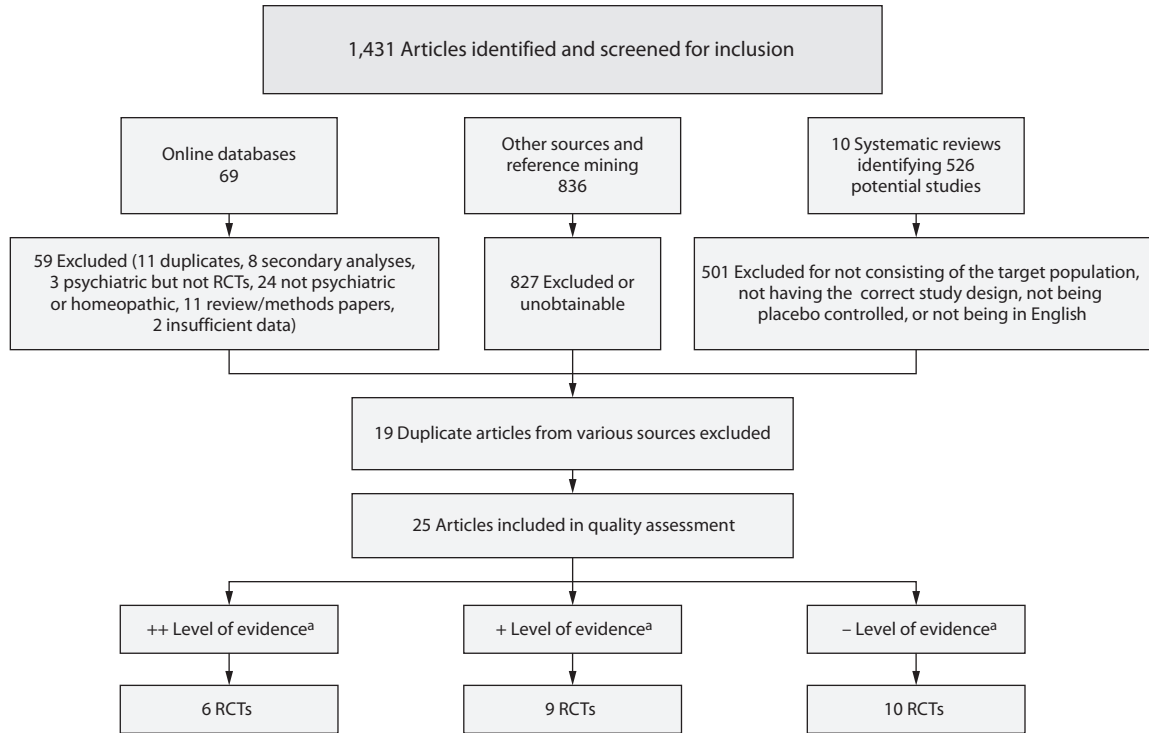 1,431 Articles identified and screened for inclusion
Online databases
69
Other sources and
reference mining
836
10 Systematic reviews
identifying 526
potential studies
59 Excluded (11 duplicates, 8 secondary analyses,
3 psychiatric but not RCTs, 24 not psychiatric
or homeopathic, 11 review/methods papers,
2 insufficient data)
827 Excluded or
unobtainable
501 Excluded for not consisting of the target population,
not having the correct study design, not being
placebo controlled, or not being in English
19 Duplicate articles from various sources excluded
25 Articles included in quality assessment
++ Level of evidenceᵃ
+ Level of evidenceᵃ
– Level of evidenceᵃ
6 RCTs
9 RCTs
10 RCTs